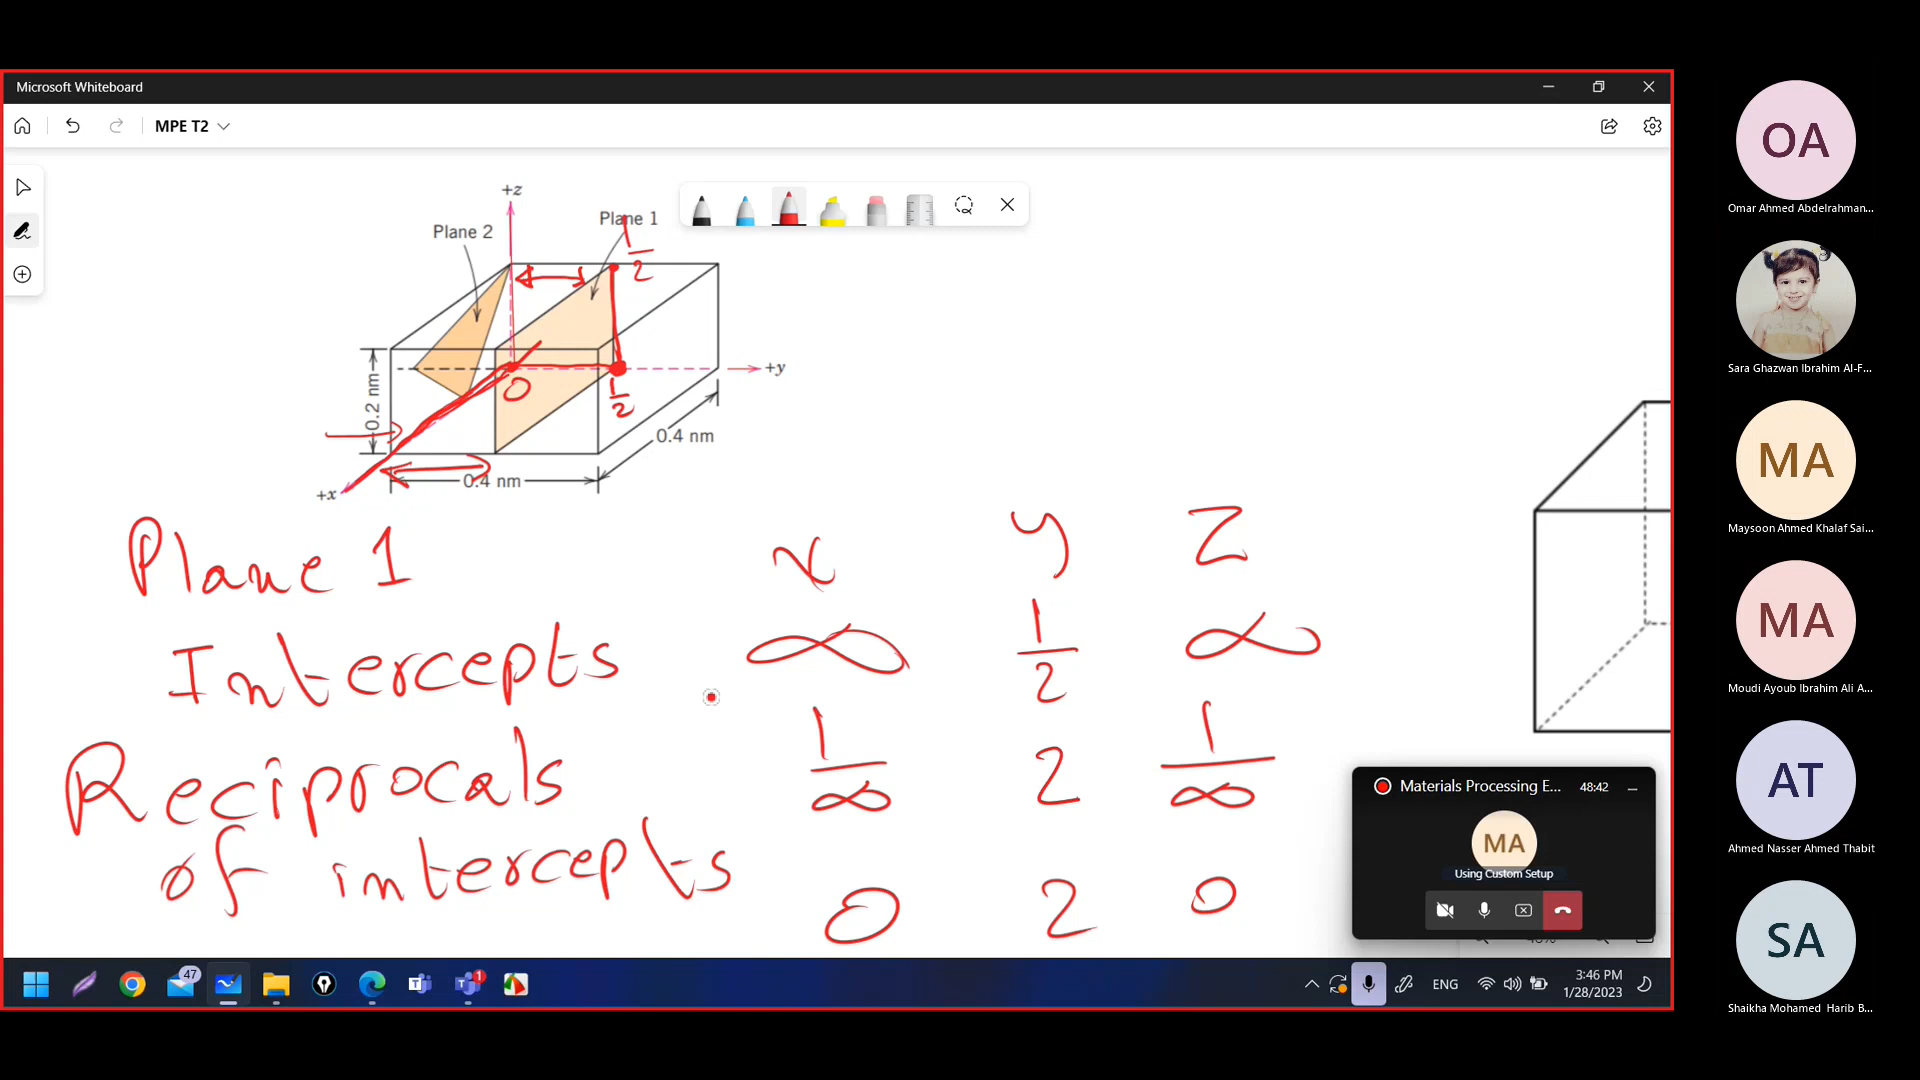 Microsoft Whiteboard
MPE T2
+z
Plane 1
Plane 2
1/2
0.2 nm
O
1/2
+y
0.4 nm
0.4 nm
+x
Plane 1 x y z
Intercepts ∞ 1/2 ∞
Reciprocals 1/∞ 2 1/∞
of intercepts 0 2 0
OA
Omar Ahmed Abdelrahman...
Sara Ghazwan Ibrahim Al-F...
MA
Maysoon Ahmed Khalaf Sai...
MA
Moudi Ayoub Ibrahim Ali A...
AT
Ahmed Nasser Ahmed Thabit
SA
Shaikha Mohamed Harib B...
Materials Processing E... 48:42
MA
Using Custom Setup
47
1
ENG
3:46 PM
1/28/2023